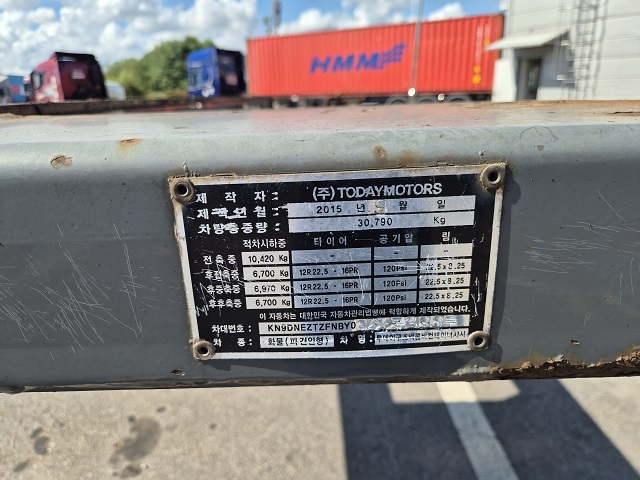 HMM
제 작 자 : (주) TODAYMOTORS
제 작 연 월 : 2015 년 월 일
차 량 총 중 량 : 30,790 Kg
적차시하중 타 이 어 공 기 압 림
전 축 중 10,420 Kg - - -
후전축중 6,700 Kg 12R22.5 - 16PR 120Psi 22.5 x 8.25
후중축중 6,970 Kg 12R22.5 - 16PR 120Psi 22.5 x 8.25
후후축중 6,700 Kg 12R22.5 - 16PR 120Psi 22.5 x 8.25
이 자동차는 대한민국 자동차관리법령에 적합하게 제작되었음.
차대번호 : KN9DNEZTZFNBY0
차 종 : 화물(피견인형) 차 명 :